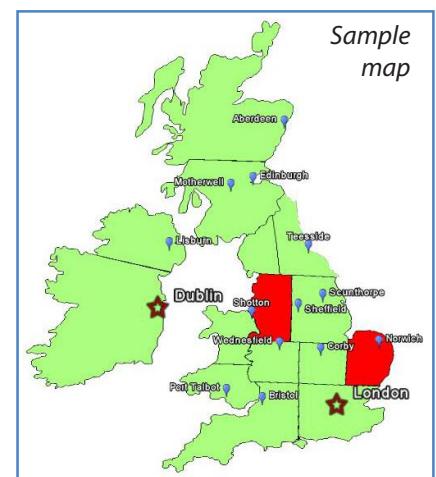 Sample
map
Aberdeen
Edinburgh
Motherwell
Teesside
Lisburn
Dublin
Scunthorpe
Shotton
Sheffield
Wednesfield
Norwich
Corby
Port Talbot
Bristol
London